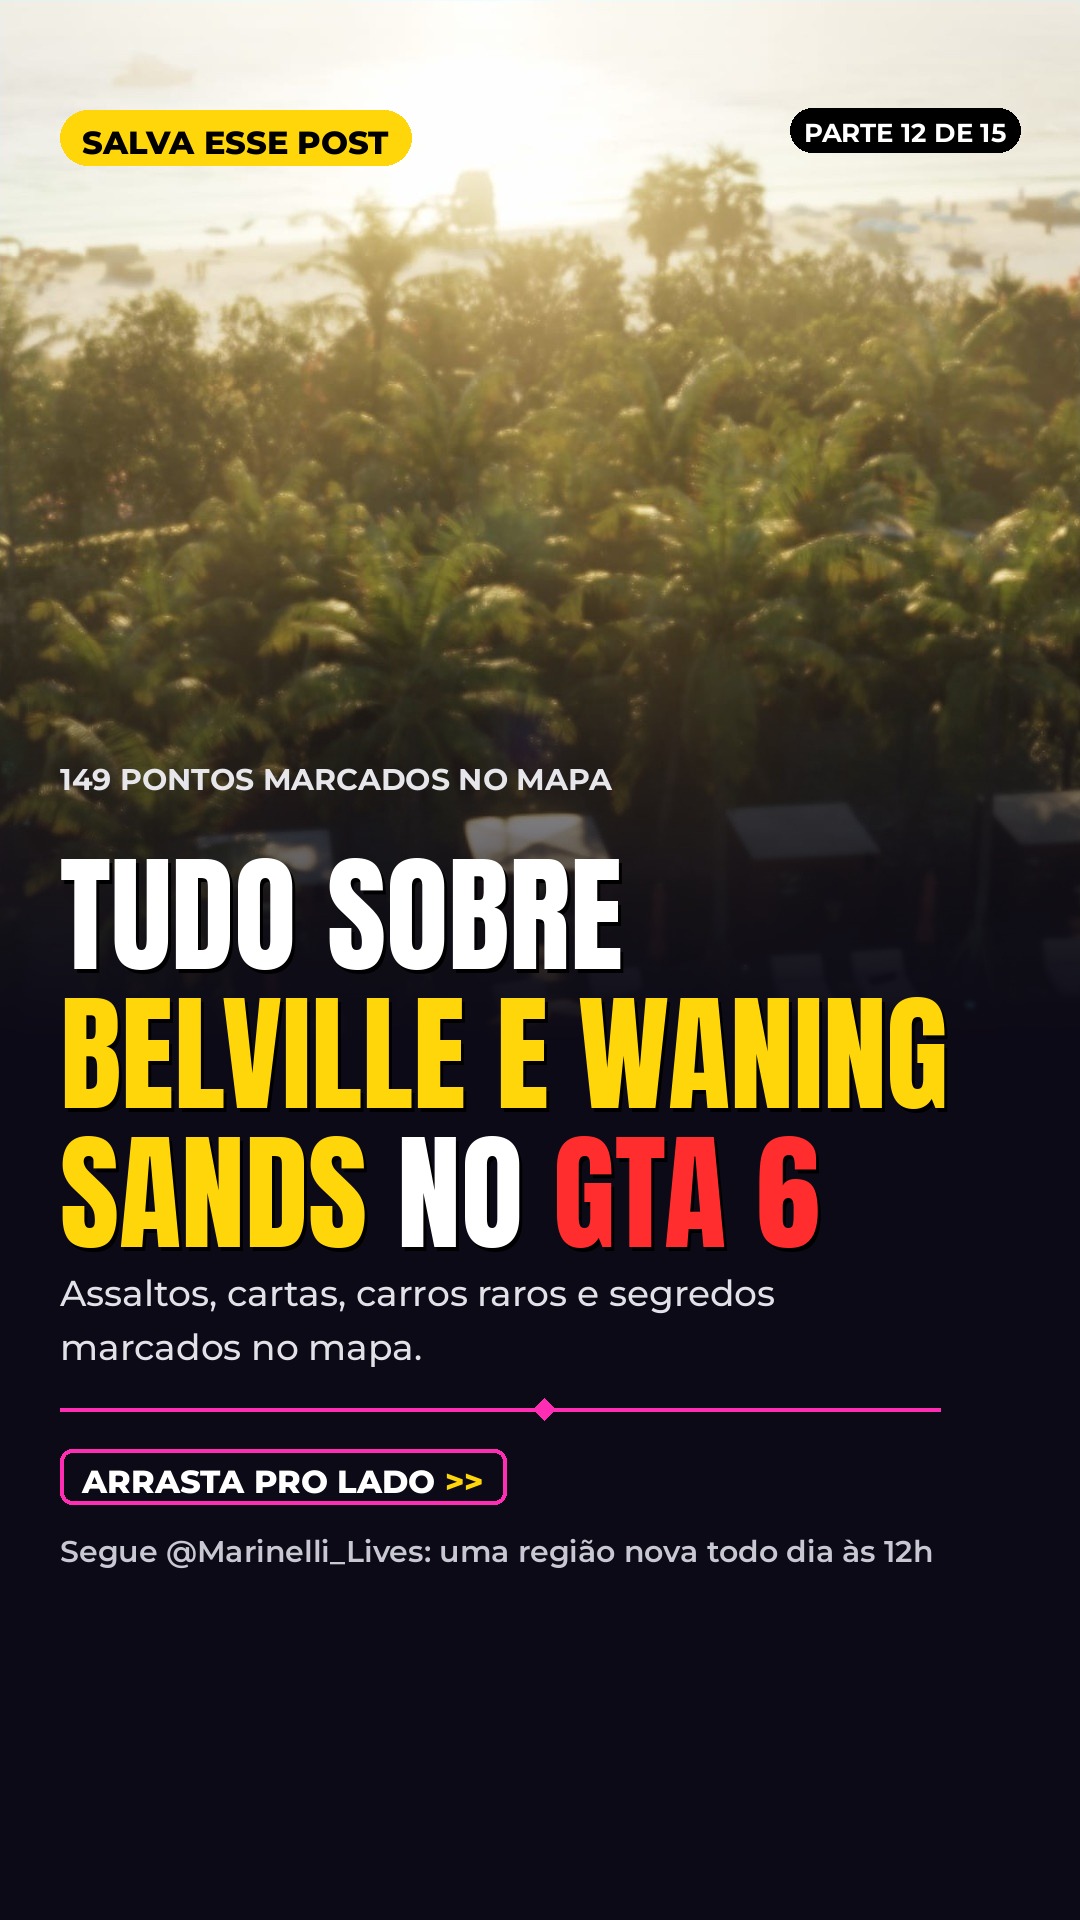 SALVA ESSE POST
PARTE 12 DE 15
149 PONTOS MARCADOS NO MAPA
TUDO SOBRE
BELVILLE E WANING
SANDS NO GTA 6
Assaltos, cartas, carros raros e segredos
marcados no mapa.
ARRASTA PRO LADO >>
Segue @Marinelli_Lives: uma região nova todo dia às 12h